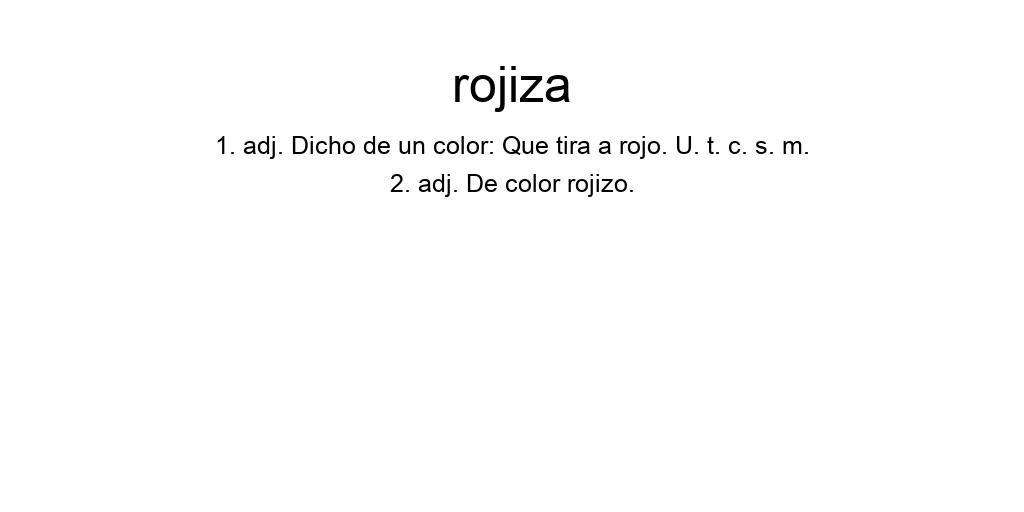 rojiza
1. adj. Dicho de un color: Que tira a rojo. U. t. c. s. m.
2. adj. De color rojizo.